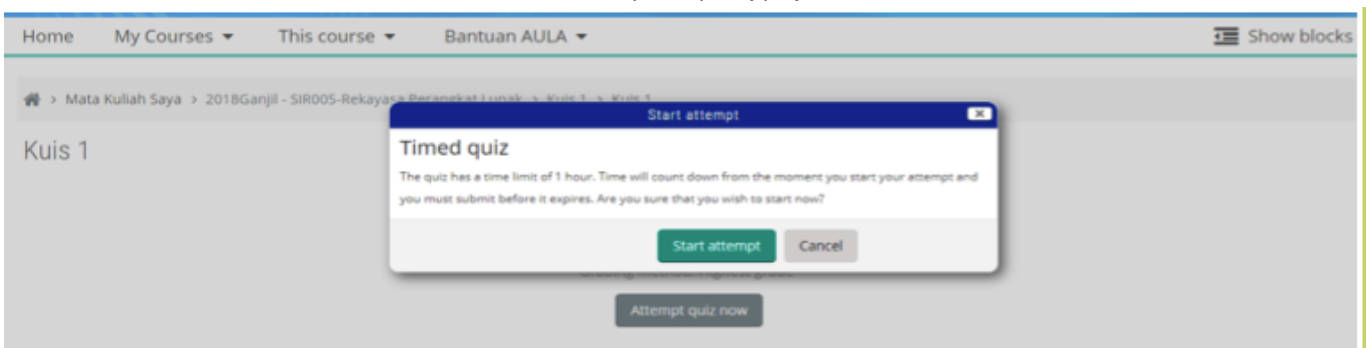 Home My Courses This course Bantuan AULA Show blocks
> Mata Kuliah Saya > 2018Ganjil - SIR005-Rekayasa Perangkat Lunak > Kuis 1 > Kuis 1
Start attempt
Kuis 1
Timed quiz
The quiz has a time limit of 1 hour. Time will count down from the moment you start your attempt and
you must submit before it expires. Are you sure that you wish to start now?
Start attempt Cancel
Attempt quiz now